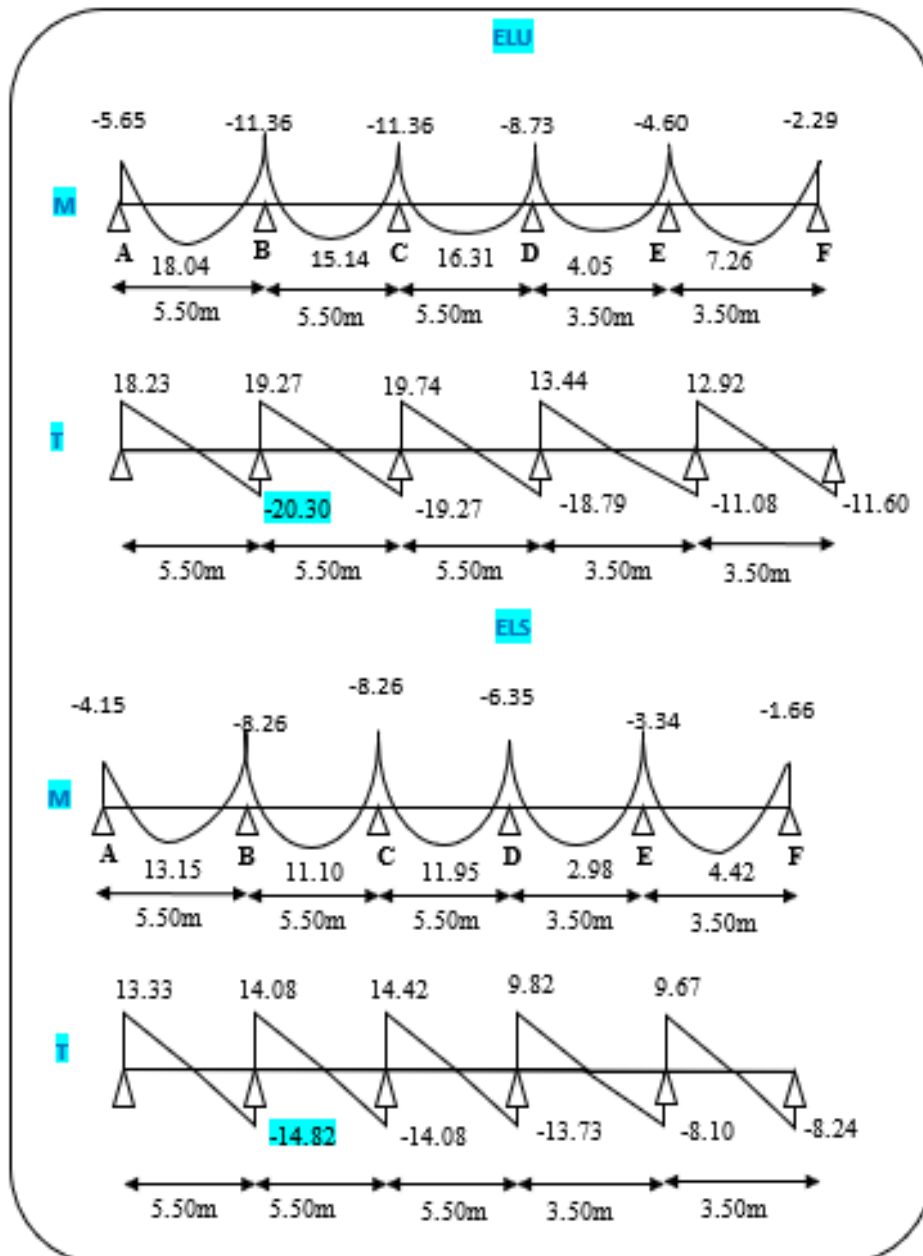 ELU
-5.65 -11.36 -11.36 -8.73 -4.60 -2.29
M
A B C D E F
18.04 15.14 16.31 4.05 7.26
5.50m 5.50m 5.50m 3.50m 3.50m
18.23 19.27 19.74 13.44 12.92
T
-20.30 -19.27 -18.79 -11.08 -11.60
5.50m 5.50m 5.50m 3.50m 3.50m
ELS
-4.15 -8.26 -8.26 -6.35 -3.34 -1.66
M
A B C D E F
13.15 11.10 11.95 2.98 4.42
5.50m 5.50m 5.50m 3.50m 3.50m
13.33 14.08 14.42 9.82 9.67
T
-14.82 -14.08 -13.73 -8.10 -8.24
5.50m 5.50m 5.50m 3.50m 3.50m